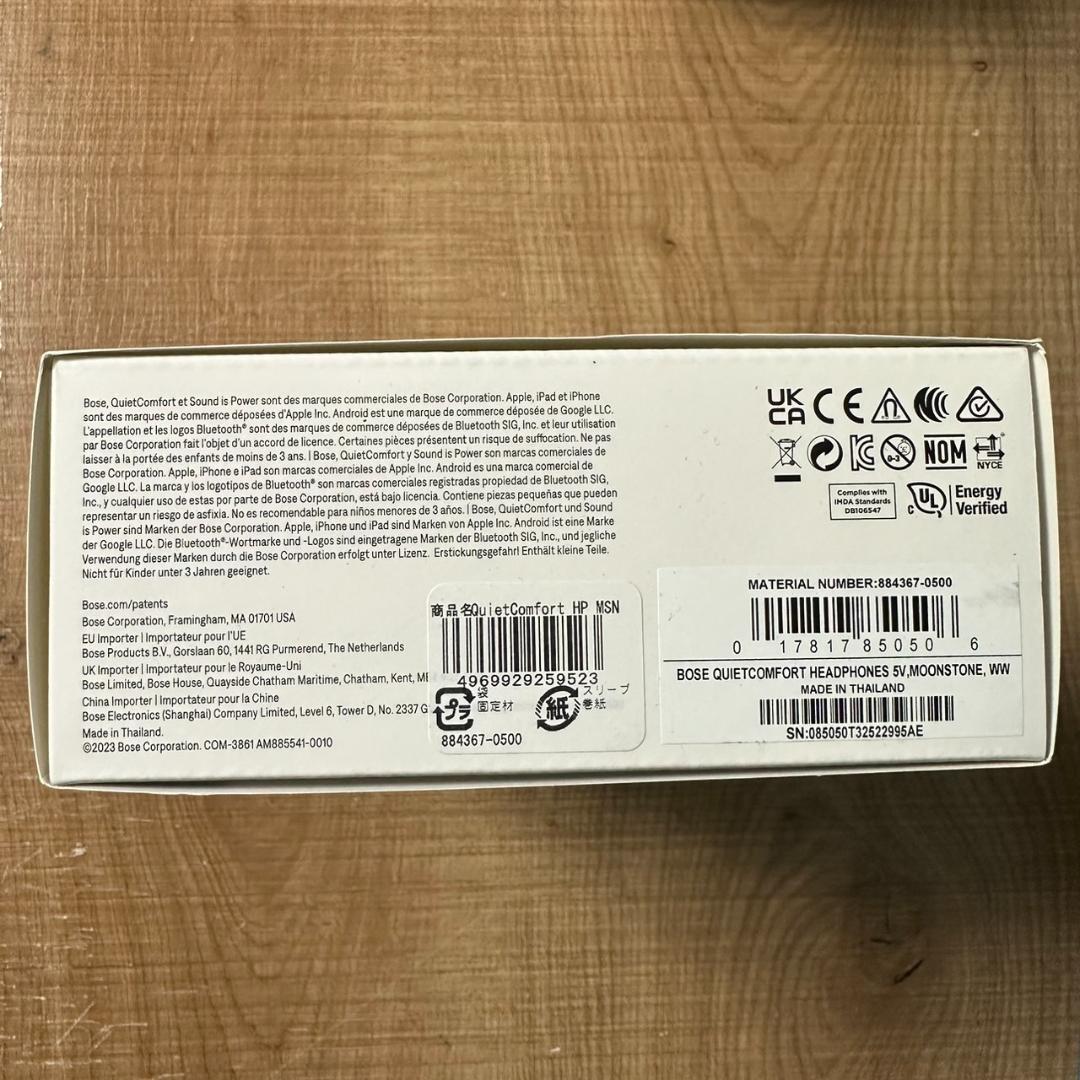 Bose, QuietComfort et Sound is Power sont des marques commerciales de Bose Corporation. Apple, iPad et iPhone
sont des marques de commerce déposées d'Apple Inc. Android est une marque de commerce déposée de Google LLC.
L'appellation et les logos Bluetooth® sont des marques de commerce déposées de Bluetooth SIG, Inc. et leur utilisation
par Bose Corporation fait l'objet d'un accord de licence. Certaines pièces présentent un risque de suffocation. Ne pas
laisser à la portée des enfants de moins de 3 ans. | Bose, QuietComfort y Sound is Power son marcas comerciales de
Bose Corporation. Apple, iPhone e iPad son marcas comerciales de Apple Inc. Android es una marca comercial de
Google LLC. La marca y los logotipos de Bluetooth® son marcas comerciales registradas propiedad de Bluetooth SIG,
Inc., y cualquier uso de estas por parte de Bose Corporation, está bajo licencia. Contiene piezas pequeñas que pueden
representar un riesgo de asfixia. No es recomendable para niños menores de 3 años. | Bose, QuietComfort und Sound
is Power sind Marken der Bose Corporation. Apple, iPhone und iPad sind Marken von Apple Inc. Android ist eine Marke
der Google LLC. Die Bluetooth®-Wortmarke und -Logos sind eingetragene Marken der Bluetooth SIG, Inc., und jegliche
Verwendung dieser Marken durch die Bose Corporation erfolgt unter Lizenz. Erstickungsgefahr! Enthält kleine Teile.
Nicht für Kinder unter 3 Jahren geeignet.
Bose.com/patents
Bose Corporation, Framingham, MA 01701 USA
EU Importer | Importateur pour l'UE
Bose Products B.V., Gorslaan 60, 1441 RG Purmerend, The Netherlands
UK Importer | Importateur pour le Royaume-Uni
Bose Limited, Bose House, Quayside Chatham Maritime, Chatham, Kent, ME
China Importer | Importateur pour la Chine
Bose Electronics (Shanghai) Company Limited, Level 6, Tower D, No. 2337 G
Made in Thailand.
©2023 Bose Corporation. COM-3861 AM885541-0010
商品名QuietComfort HP MSN
4969929259523
プラ
袋
固定材
紙
スリーブ
巻紙
884367-0500
UK
CA
CE
0-3
NOM
NYCE
Complies with
IMDA Standards
DB106547
c UL Energy
Verified
MATERIAL NUMBER:884367-0500
0 17817 85050 6
BOSE QUIETCOMFORT HEADPHONES 5V,MOONSTONE, WW
MADE IN THAILAND
SN:085050T32522995AE